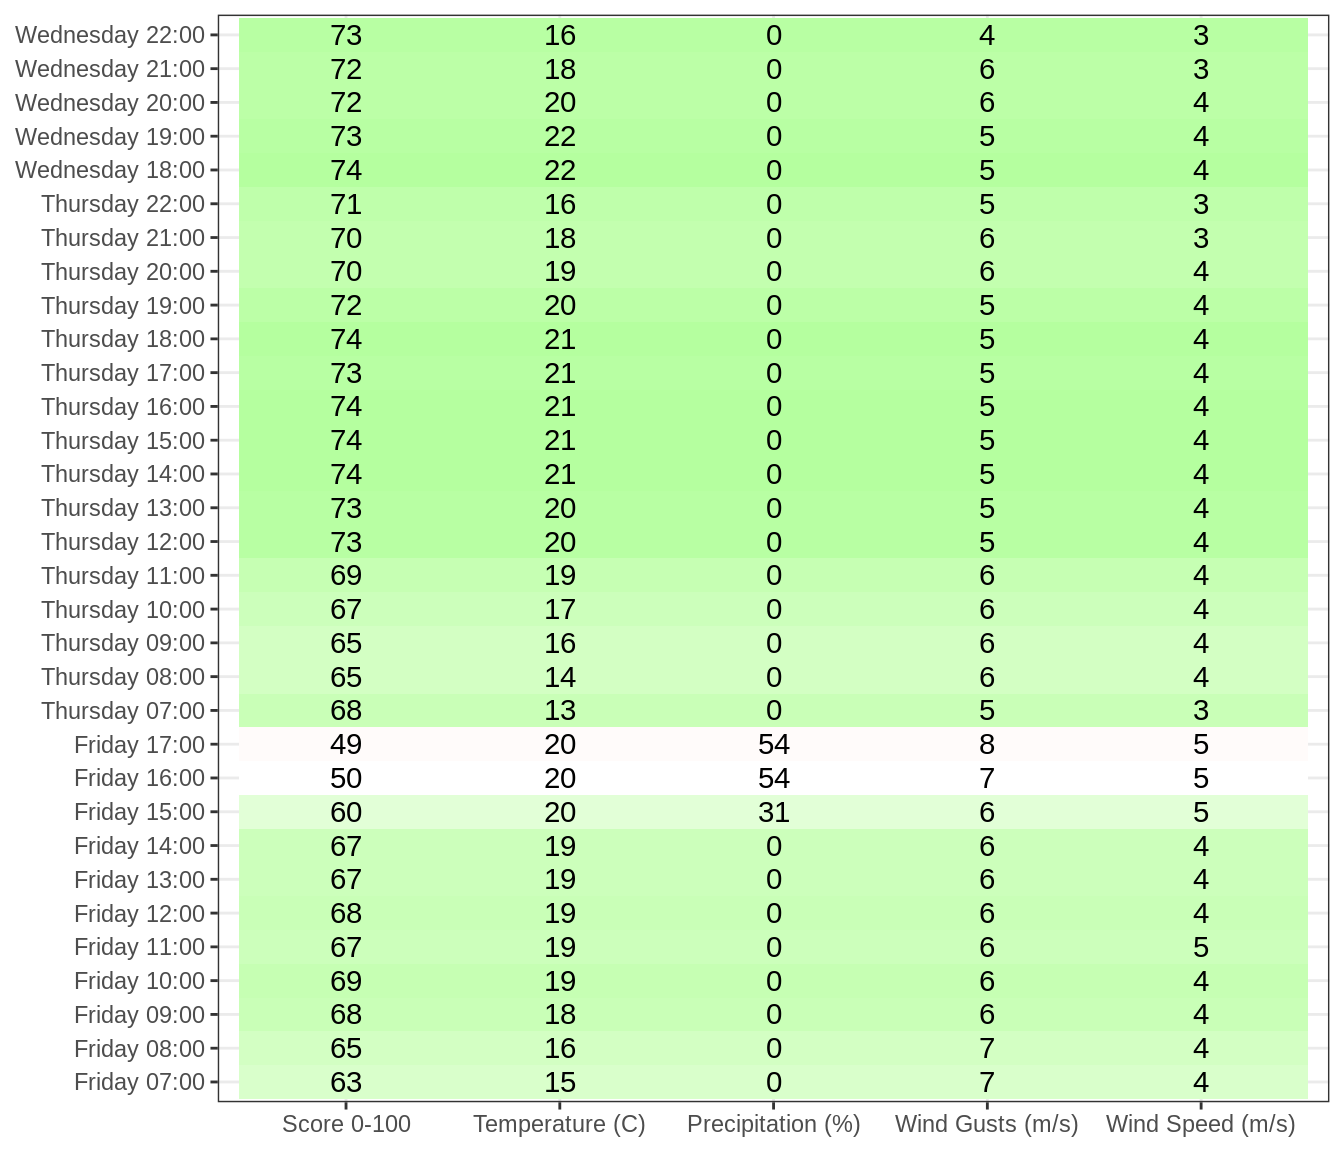 Wednesday 22:00 73 16 0 4 3
Wednesday 21:00 72 18 0 6 3
Wednesday 20:00 72 20 0 6 4
Wednesday 19:00 73 22 0 5 4
Wednesday 18:00 74 22 0 5 4
Thursday 22:00 71 16 0 5 3
Thursday 21:00 70 18 0 6 3
Thursday 20:00 70 19 0 6 4
Thursday 19:00 72 20 0 5 4
Thursday 18:00 74 21 0 5 4
Thursday 17:00 73 21 0 5 4
Thursday 16:00 74 21 0 5 4
Thursday 15:00 74 21 0 5 4
Thursday 14:00 74 21 0 5 4
Thursday 13:00 73 20 0 5 4
Thursday 12:00 73 20 0 5 4
Thursday 11:00 69 19 0 6 4
Thursday 10:00 67 17 0 6 4
Thursday 09:00 65 16 0 6 4
Thursday 08:00 65 14 0 6 4
Thursday 07:00 68 13 0 5 3
Friday 17:00 49 20 54 8 5
Friday 16:00 50 20 54 7 5
Friday 15:00 60 20 31 6 5
Friday 14:00 67 19 0 6 4
Friday 13:00 67 19 0 6 4
Friday 12:00 68 19 0 6 4
Friday 11:00 67 19 0 6 5
Friday 10:00 69 19 0 6 4
Friday 09:00 68 18 0 6 4
Friday 08:00 65 16 0 7 4
Friday 07:00 63 15 0 7 4
Score 0-100 Temperature (C) Precipitation (%) Wind Gusts (m/s) Wind Speed (m/s)